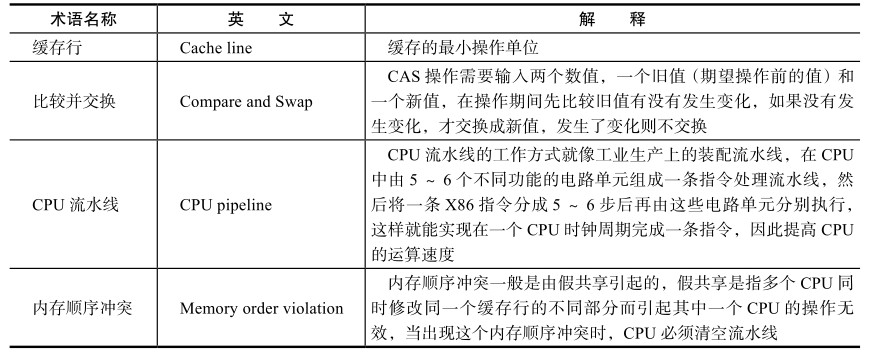 术语名称 英 文 解 释
缓存行 Cache line 缓存的最小操作单位
比较并交换 Compare and Swap CAS 操作需要输入两个数值，一个旧值（期望操作前的值）和
一个新值，在操作期间先比较旧值有没有发生变化，如果没有发
生变化，才交换成新值，发生了变化则不交换
CPU 流水线 CPU pipeline CPU 流水线的工作方式就像工业生产上的装配流水线，在 CPU
中由 5 ~ 6 个不同功能的电路单元组成一条指令处理流水线，然
后将一条 X86 指令分成 5 ~ 6 步后再由这些电路单元分别执行，
这样就能实现在一个 CPU 时钟周期完成一条指令，因此提高 CPU
的运算速度
内存顺序冲突 Memory order violation 内存顺序冲突一般是由假共享引起的，假共享是指多个 CPU 同
时修改同一个缓存行的不同部分而引起其中一个 CPU 的操作无
效，当出现这个内存顺序冲突时，CPU 必须清空流水线